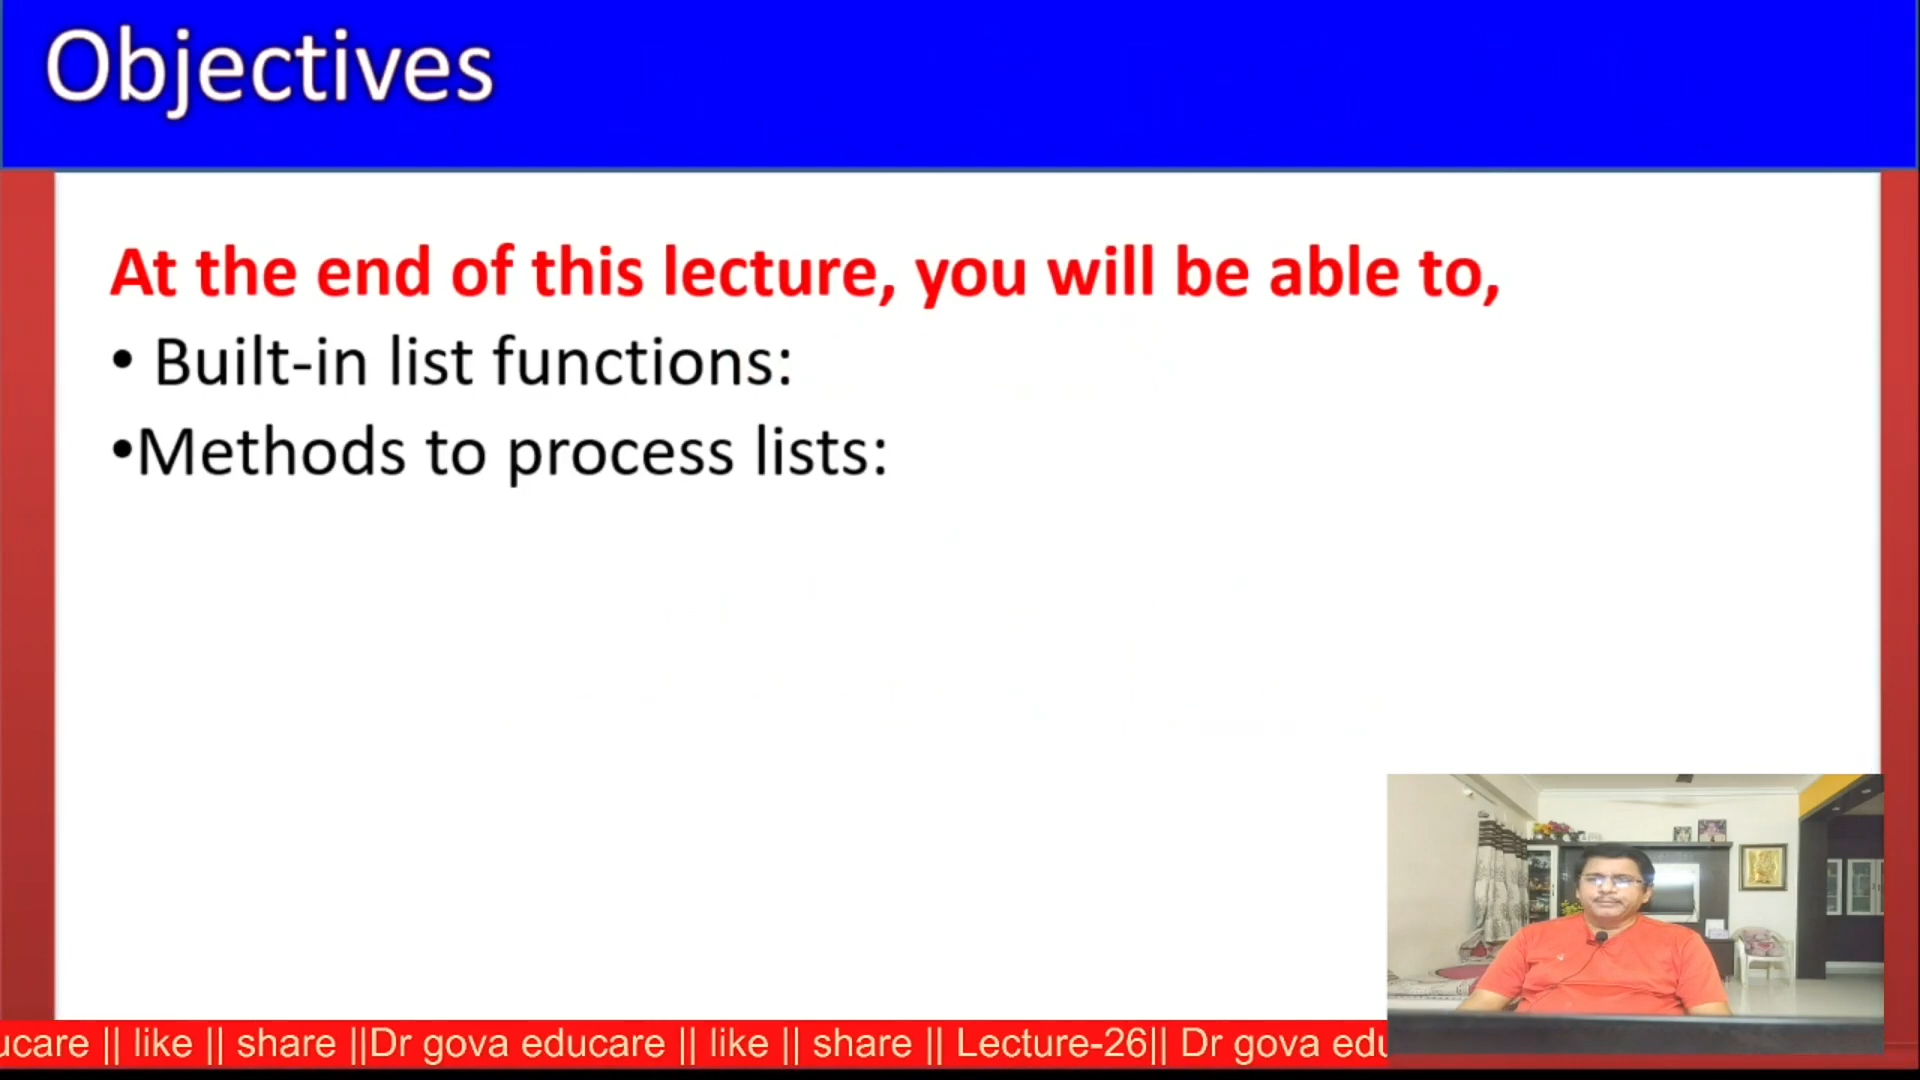 Objectives
At the end of this lecture, you will be able to,
• Built-in list functions:
•Methods to process lists:
ucare || like || share ||Dr gova educare || like || share || Lecture-26|| Dr gova edu